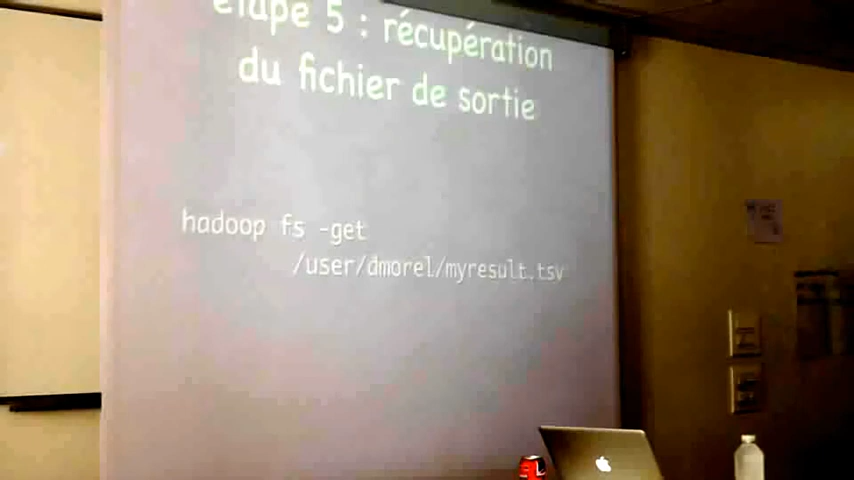 étape 5 : récupération
du fichier de sortie
hadoop fs -get
/user/dmorel/myresult.tsv